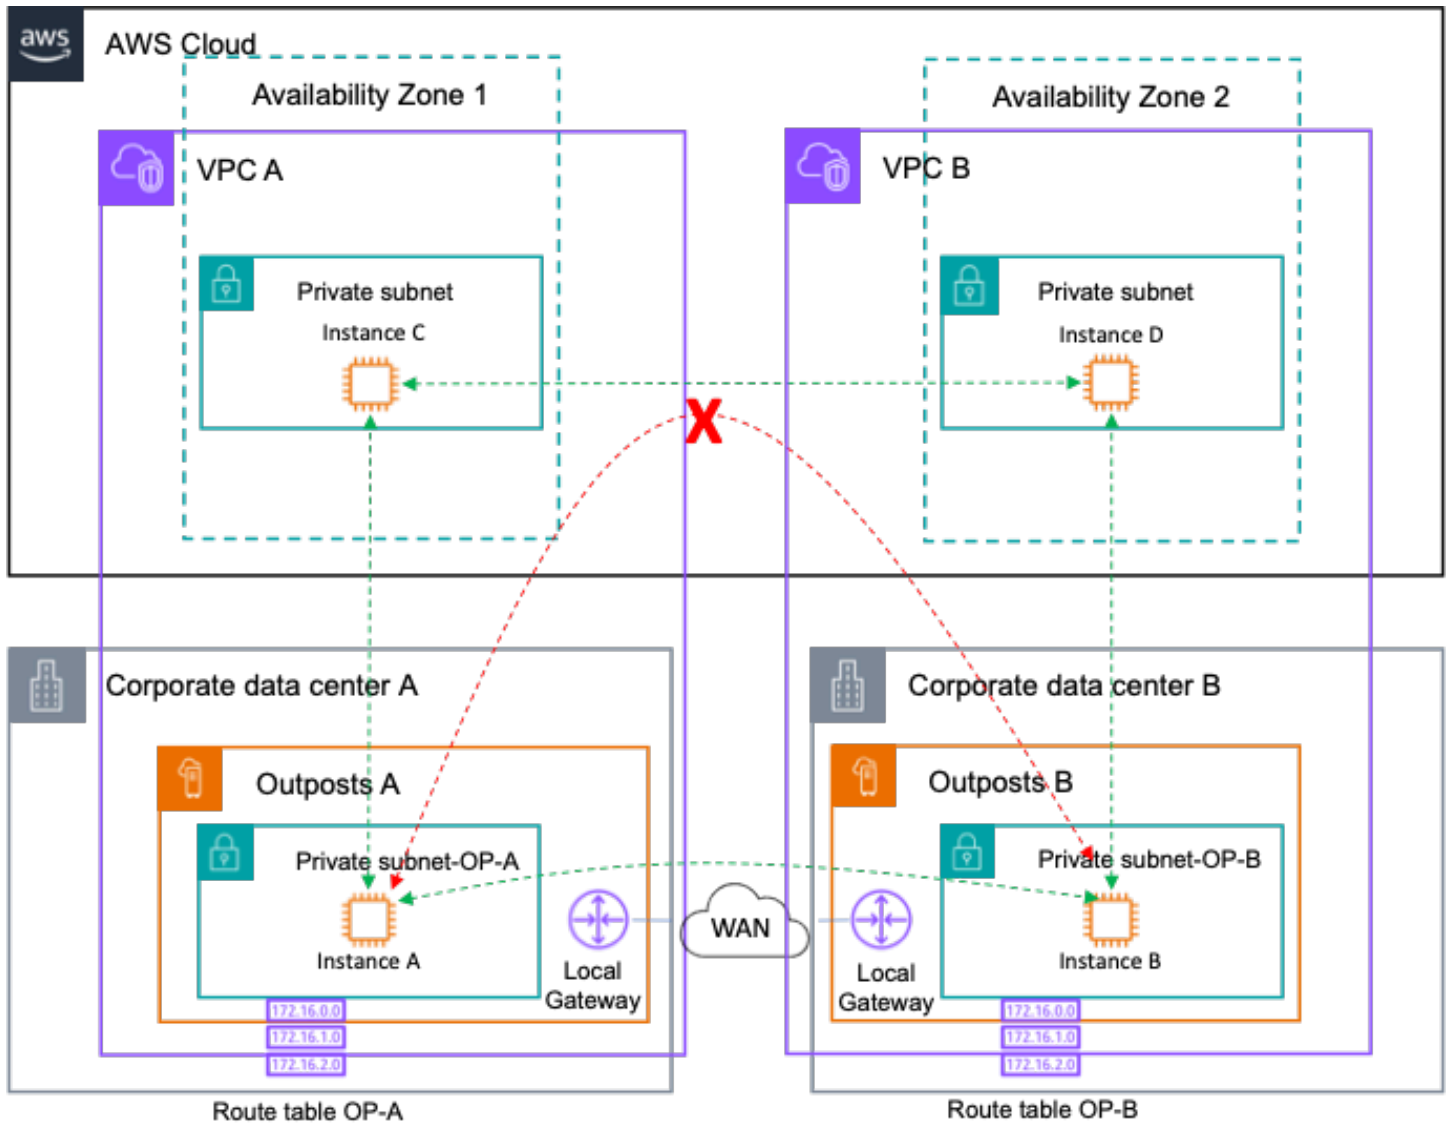 aws
AWS Cloud
Availability Zone 1
Availability Zone 2
VPC A
VPC B
Private subnet
Instance C
Private subnet
Instance D
X
Corporate data center A
Corporate data center B
Outposts A
Outposts B
Private subnet-OP-A
Private subnet-OP-B
WAN
Instance A
Local
Gateway
Local
Gateway
Instance B
172.16.0.0
172.16.1.0
172.16.2.0
172.16.0.0
172.16.1.0
172.16.2.0
Route table OP-A
Route table OP-B